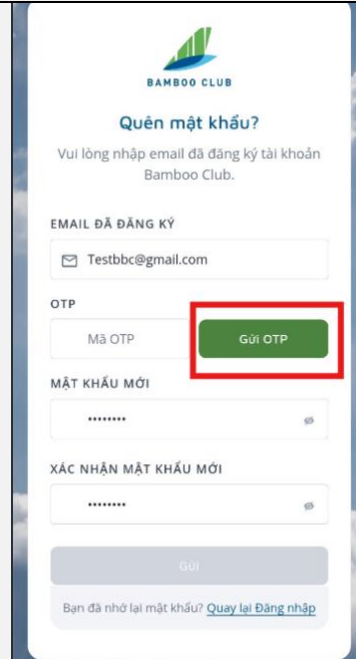 BAMBOO CLUB
Quên mật khẩu?
Vui lòng nhập email đã đăng ký tài khoản
Bamboo Club.
EMAIL ĐÃ ĐĂNG KÝ
Testbbc@gmail.com
OTP
Mã OTP Gửi OTP
MẬT KHẨU MỚI
••••••••
XÁC NHẬN MẬT KHẨU MỚI
••••••••
Gửi
Bạn đã nhớ lại mật khẩu? Quay lại Đăng nhập